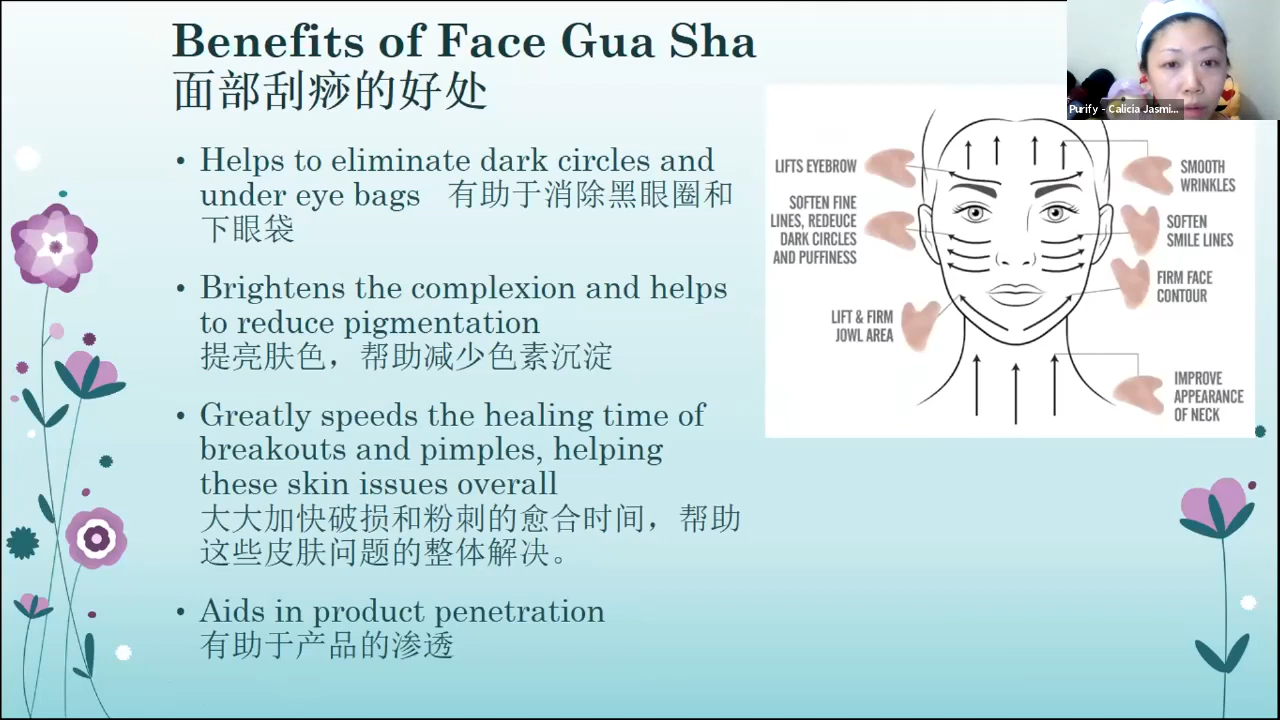 Benefits of Face Gua Sha
面部刮痧的好处
• Helps to eliminate dark circles and
under eye bags 有助于消除黑眼圈和
下眼袋
• Brightens the complexion and helps
to reduce pigmentation
提亮肤色，帮助减少色素沉淀
• Greatly speeds the healing time of
breakouts and pimples, helping
these skin issues overall
大大加快破损和粉刺的愈合时间，帮助
这些皮肤问题的整体解决。
• Aids in product penetration
有助于产品的渗透
Purify - Calicia Jasmi...
LIFTS EYEBROW
SOFTEN FINE
LINES, REDEUCE
DARK CIRCLES
AND PUFFINESS
LIFT & FIRM
JOWL AREA
SMOOTH
WRINKLES
SOFTEN
SMILE LINES
FIRM FACE
CONTOUR
IMPROVE
APPEARANCE
OF NECK